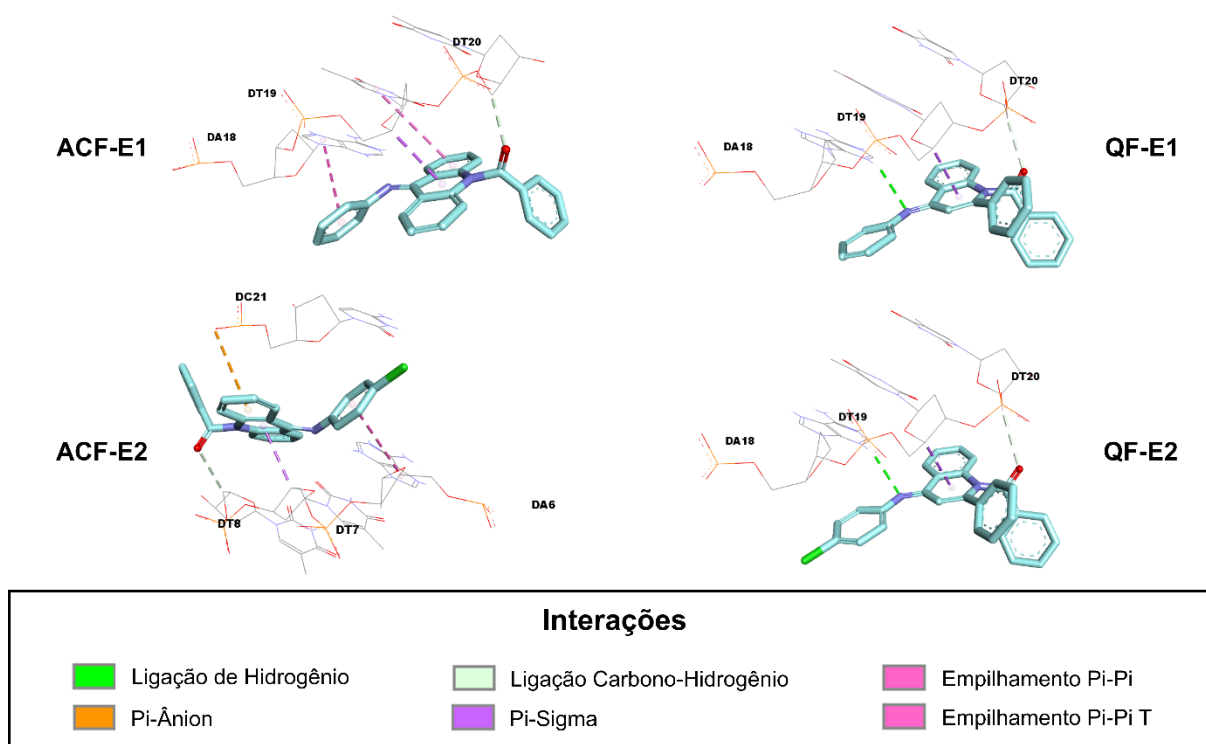 DT20
DT19
DA18
ACF-E1
DT20
DT19
DA18
QF-E1
DC21
ACF-E2
DT8
DT7
DA6
DT20
DT19
DA18
QF-E2
Interações
Ligação de Hidrogênio
Ligação Carbono-Hidrogênio
Empilhamento Pi-Pi
Pi-Ânion
Pi-Sigma
Empilhamento Pi-Pi T